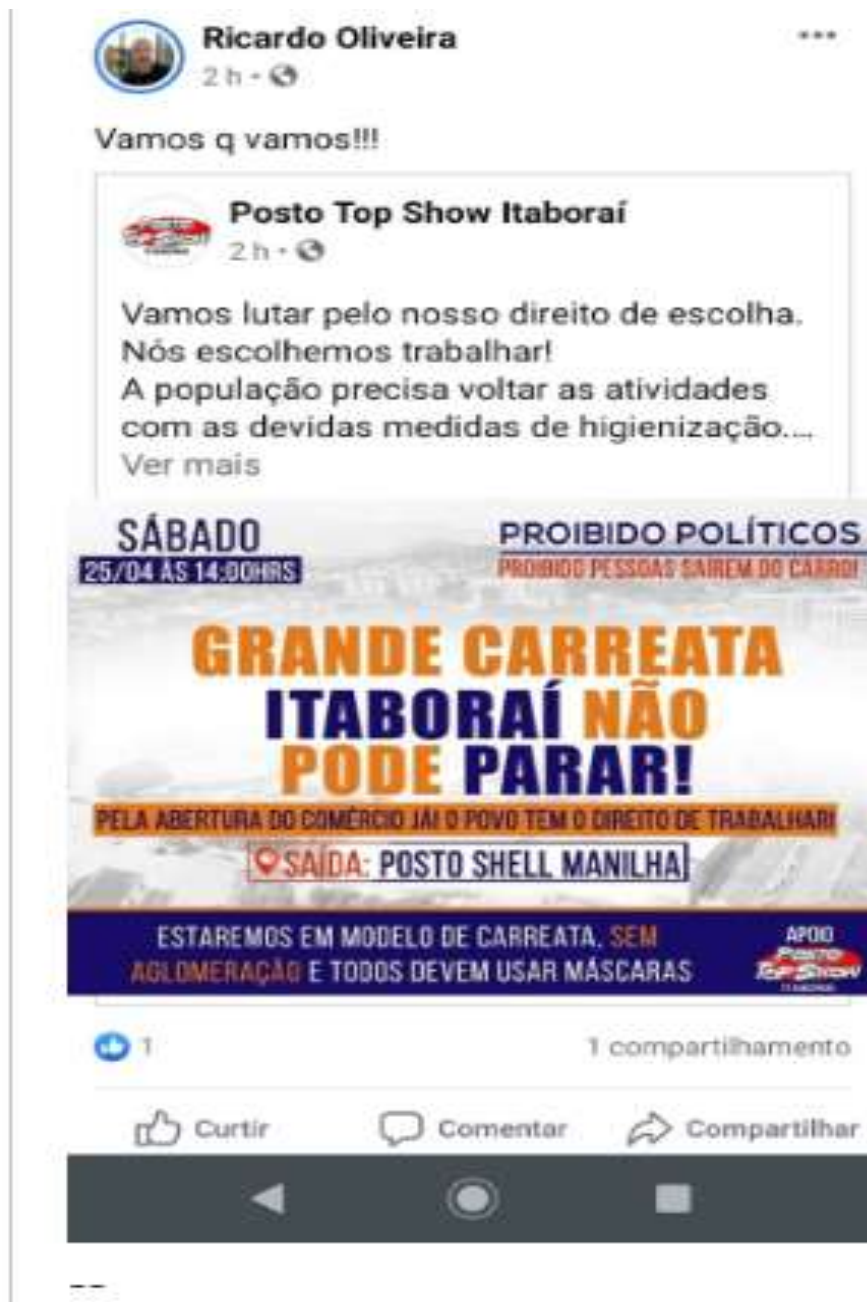 Ricardo Oliveira
2 h
Vamos q vamos!!!
Posto Top Show Itaboraí
2 h
Vamos lutar pelo nosso direito de escolha.
Nós escolhemos trabalhar!
A população precisa voltar as atividades
com as devidas medidas de higienização....
Ver mais
SÁBADO
25/04 ÀS 14:00HRS
PROIBIDO POLÍTICOS
PROIBIDO PESSOAS SAÍREM DO CARRO!
GRANDE CARREATA
ITABORAÍ NÃO
PODE PARAR!
PELA ABERTURA DO COMÉRCIO JÁ! O POVO TEM O DIREITO DE TRABALHAR!
SAÍDA: POSTO SHELL MANILHA
ESTAREMOS EM MODELO DE CARREATA. SEM
AGLOMERAÇÃO E TODOS DEVEM USAR MÁSCARAS
APOIO
POSTO
TOP SHOW
1
1 compartilhamento
Curtir
Comentar
Compartilhar